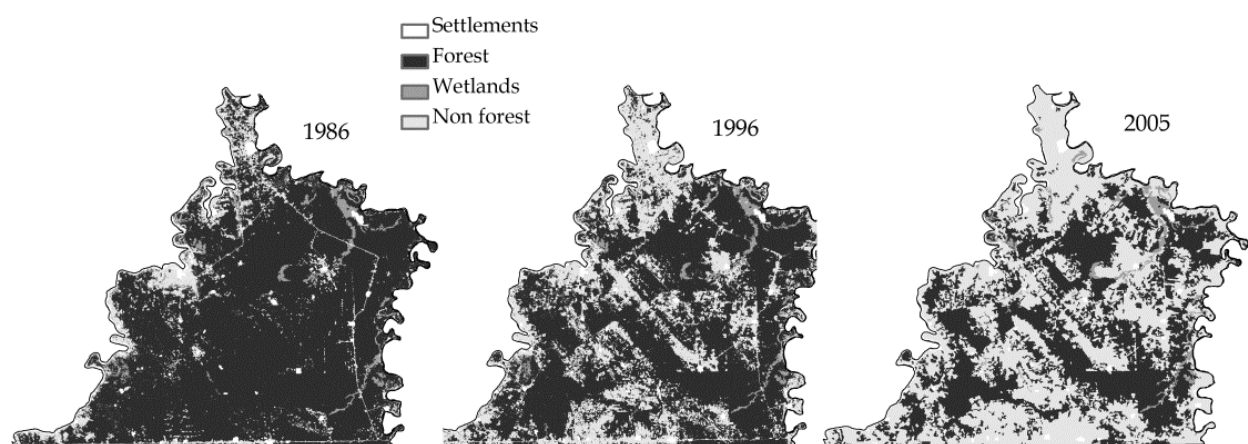 Settlements
Forest
Wetlands
Non forest
1986
1996
2005